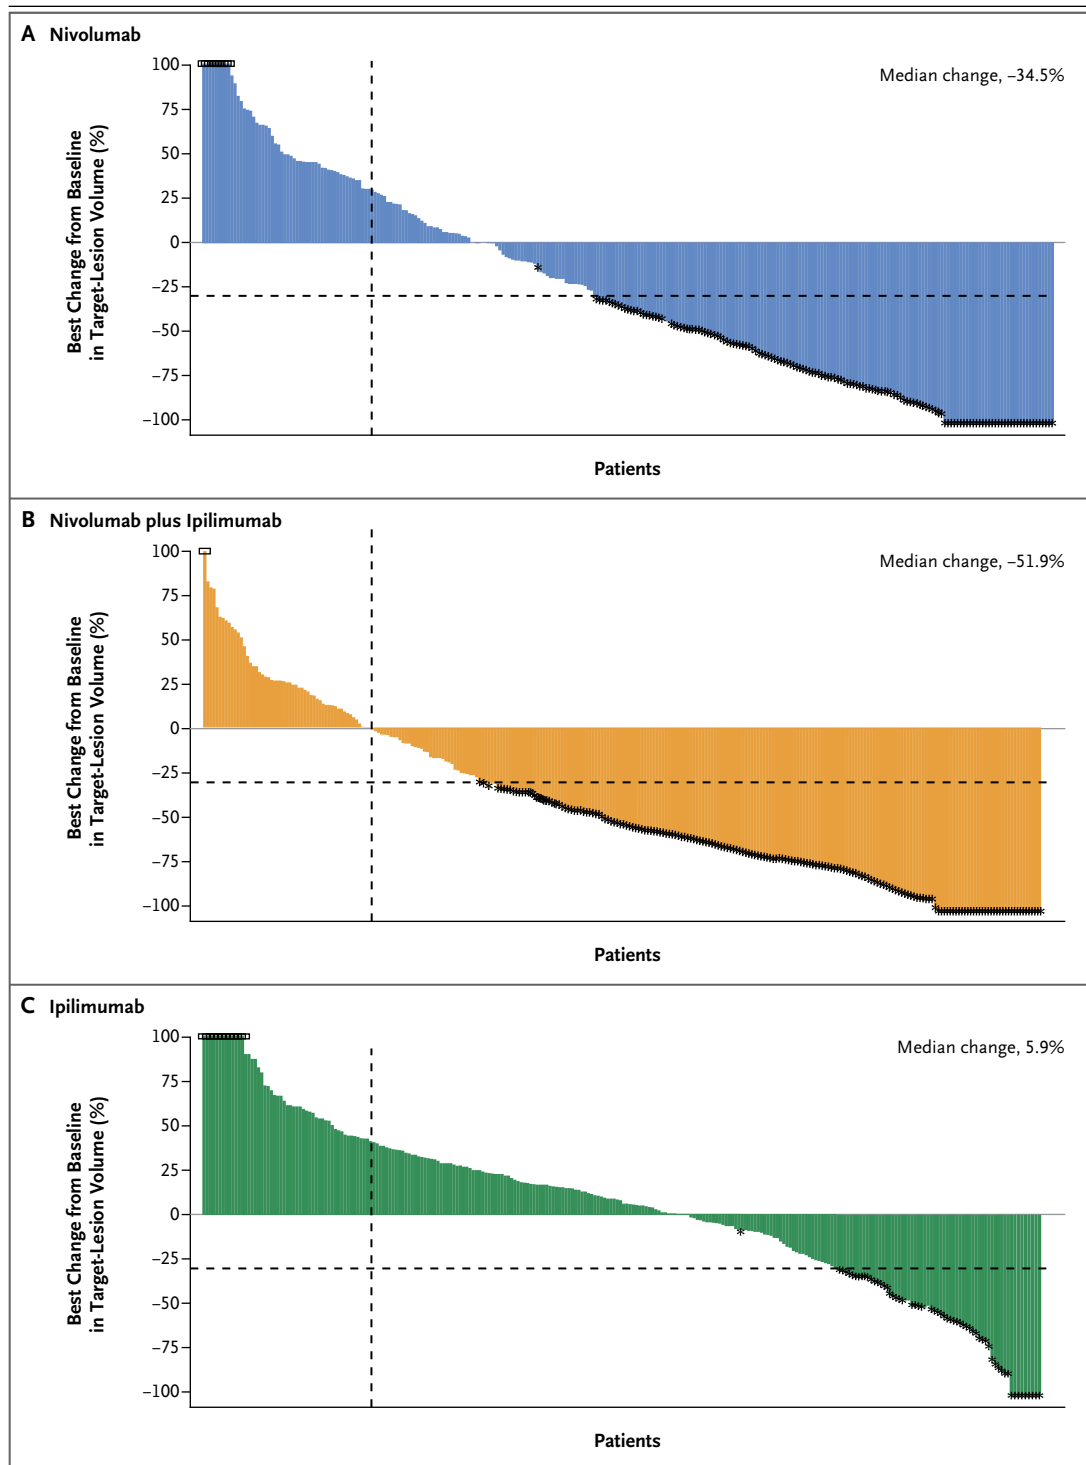 A Nivolumab
Median change, –34.5%
Best Change from Baseline
in Target-Lesion Volume (%)
100
75
50
25
0
–25
–50
–75
–100
Patients
B Nivolumab plus Ipilimumab
Median change, –51.9%
Best Change from Baseline
in Target-Lesion Volume (%)
100
75
50
25
0
–25
–50
–75
–100
Patients
C Ipilimumab
Median change, 5.9%
Best Change from Baseline
in Target-Lesion Volume (%)
100
75
50
25
0
–25
–50
–75
–100
Patients